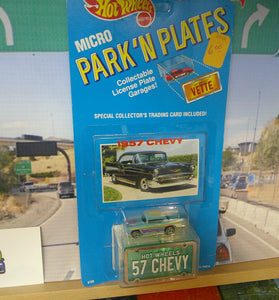 Hot Wheels
MICRO
PARK'N PLATES
Collectable
License Plate
Garages!
VETTE
SPECIAL COLLECTOR'S TRADING CARD INCLUDED!
1957 CHEVY
HOT WHEELS
57 CHEVY